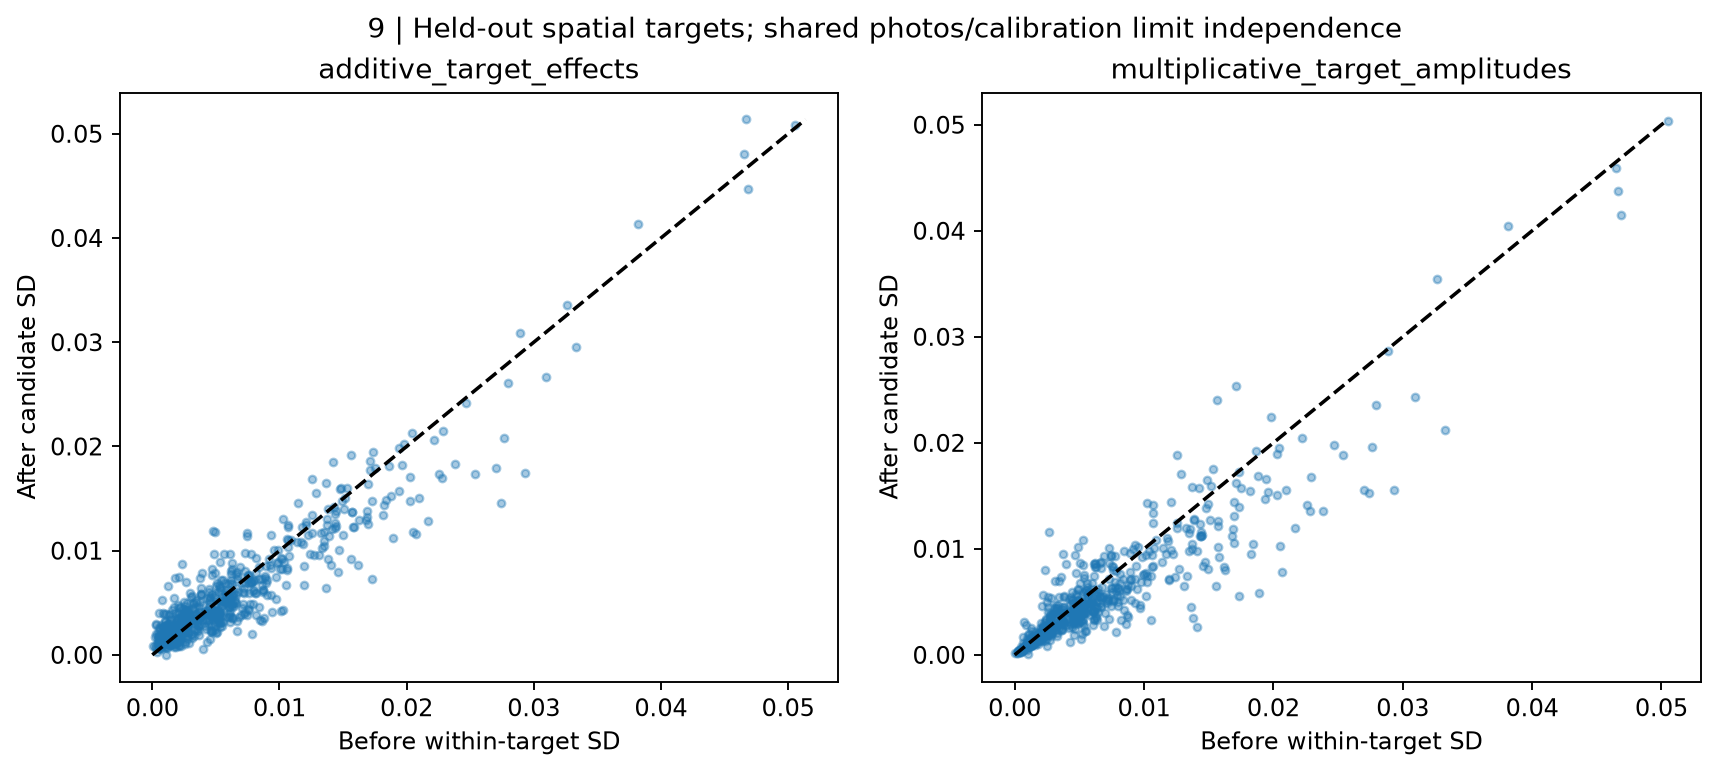 9 | Held-out spatial targets; shared photos/calibration limit independence
additive_target_effects
multiplicative_target_amplitudes
After candidate SD
0.05
0.04
0.03
0.02
0.01
0.00
0.00 0.01 0.02 0.03 0.04 0.05
Before within-target SD
After candidate SD
0.05
0.04
0.03
0.02
0.01
0.00
0.00 0.01 0.02 0.03 0.04 0.05
Before within-target SD